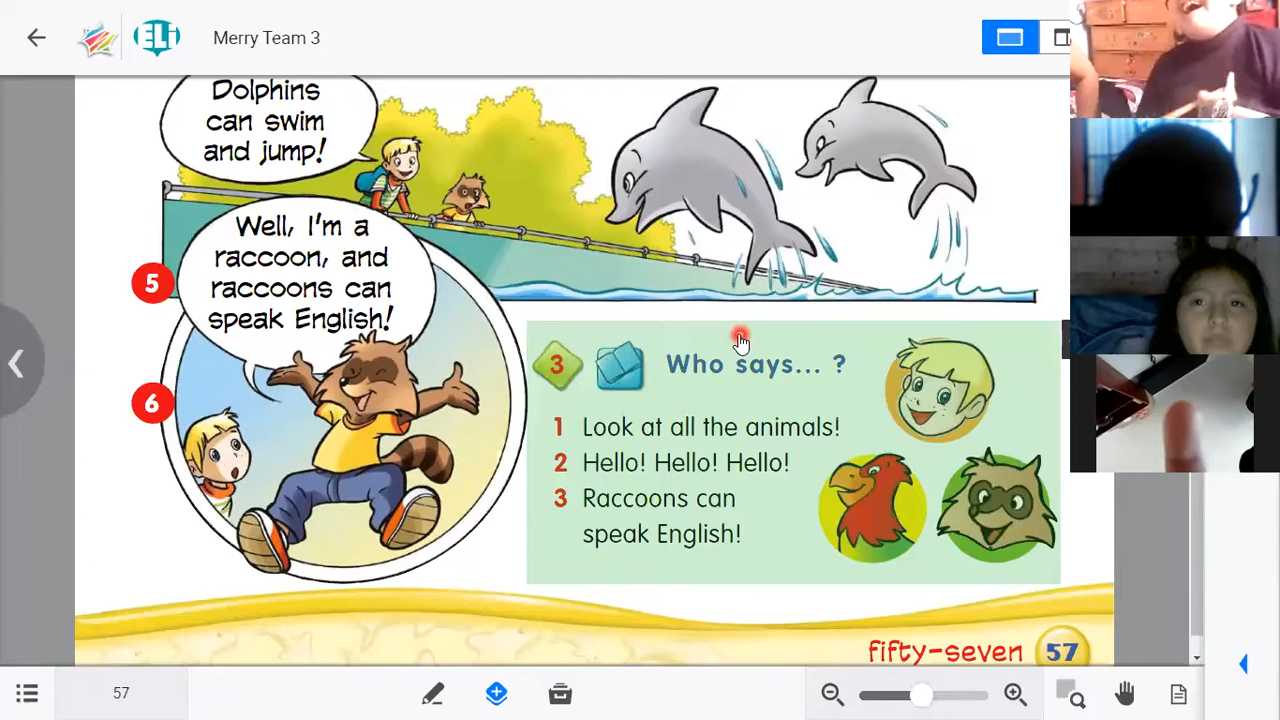 ELi
Merry Team 3
Dolphins
can swim
and jump!
Well, I'm a
raccoon, and
raccoons can
speak English!
5
6
3 Who says... ?
1 Look at all the animals!
2 Hello! Hello! Hello!
3 Raccoons can
speak English!
fifty-seven 57
57